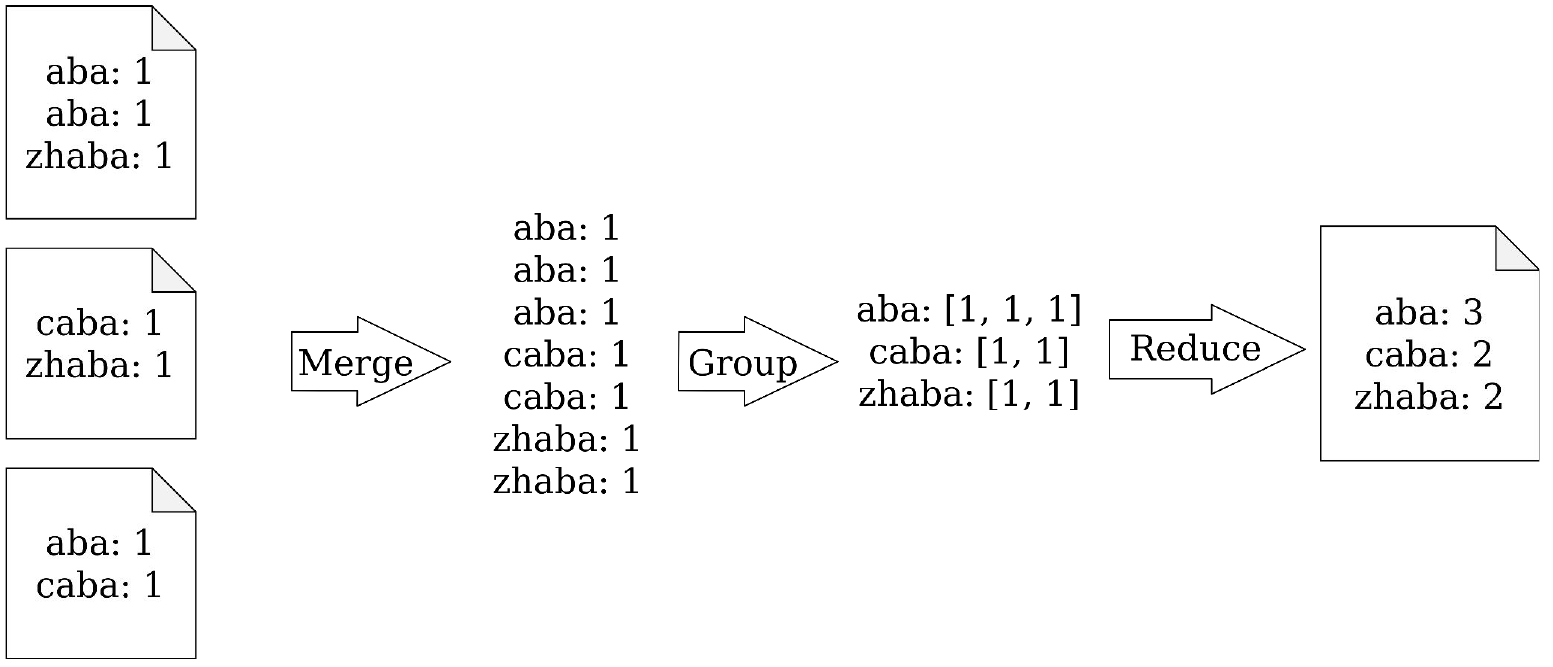 aba: 1
aba: 1
zhaba: 1
caba: 1
zhaba: 1
aba: 1
caba: 1
Merge
aba: 1
aba: 1
aba: 1
caba: 1
caba: 1
zhaba: 1
zhaba: 1
Group
aba: [1, 1, 1]
caba: [1, 1]
zhaba: [1, 1]
Reduce
aba: 3
caba: 2
zhaba: 2